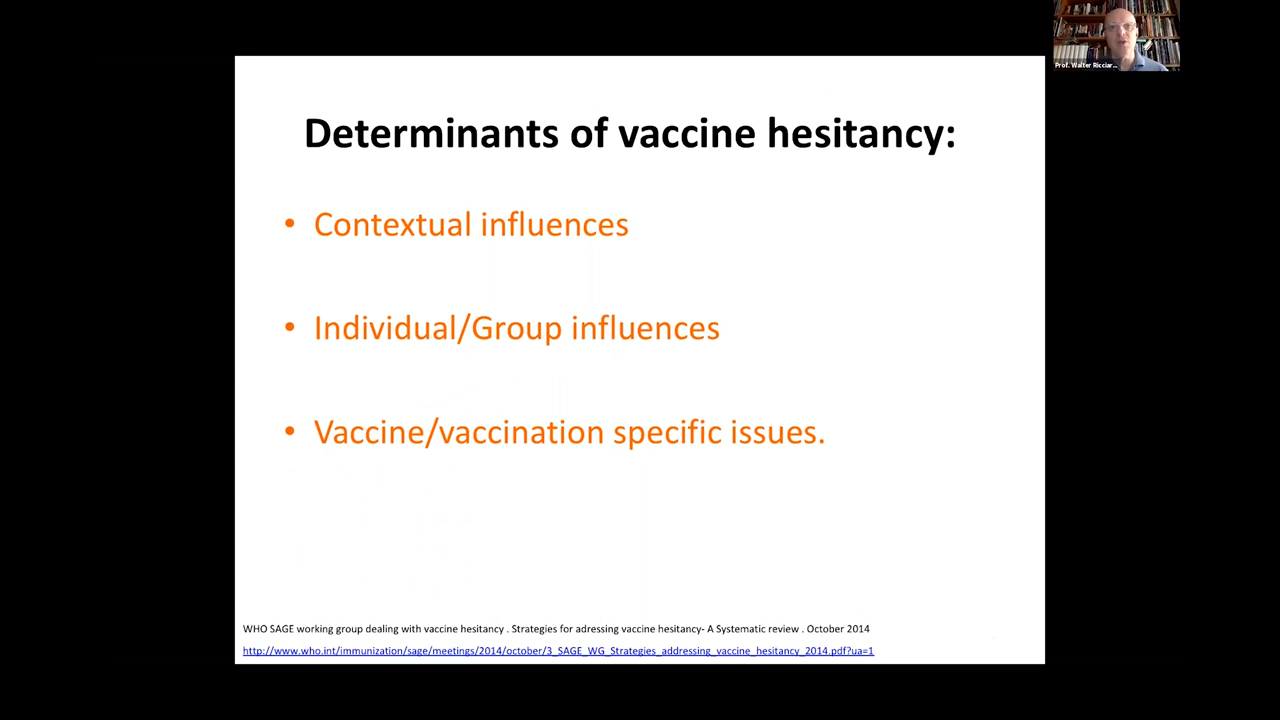 Prof. Walter Ricciar...
Determinants of vaccine hesitancy:
• Contextual influences
• Individual/Group influences
• Vaccine/vaccination specific issues.
WHO SAGE working group dealing with vaccine hesitancy . Strategies for adressing vaccine hesitancy- A Systematic review . October 2014
http://www.who.int/immunization/sage/meetings/2014/october/3_SAGE_WG_Strategies_addressing_vaccine_hesitancy_2014.pdf?ua=1